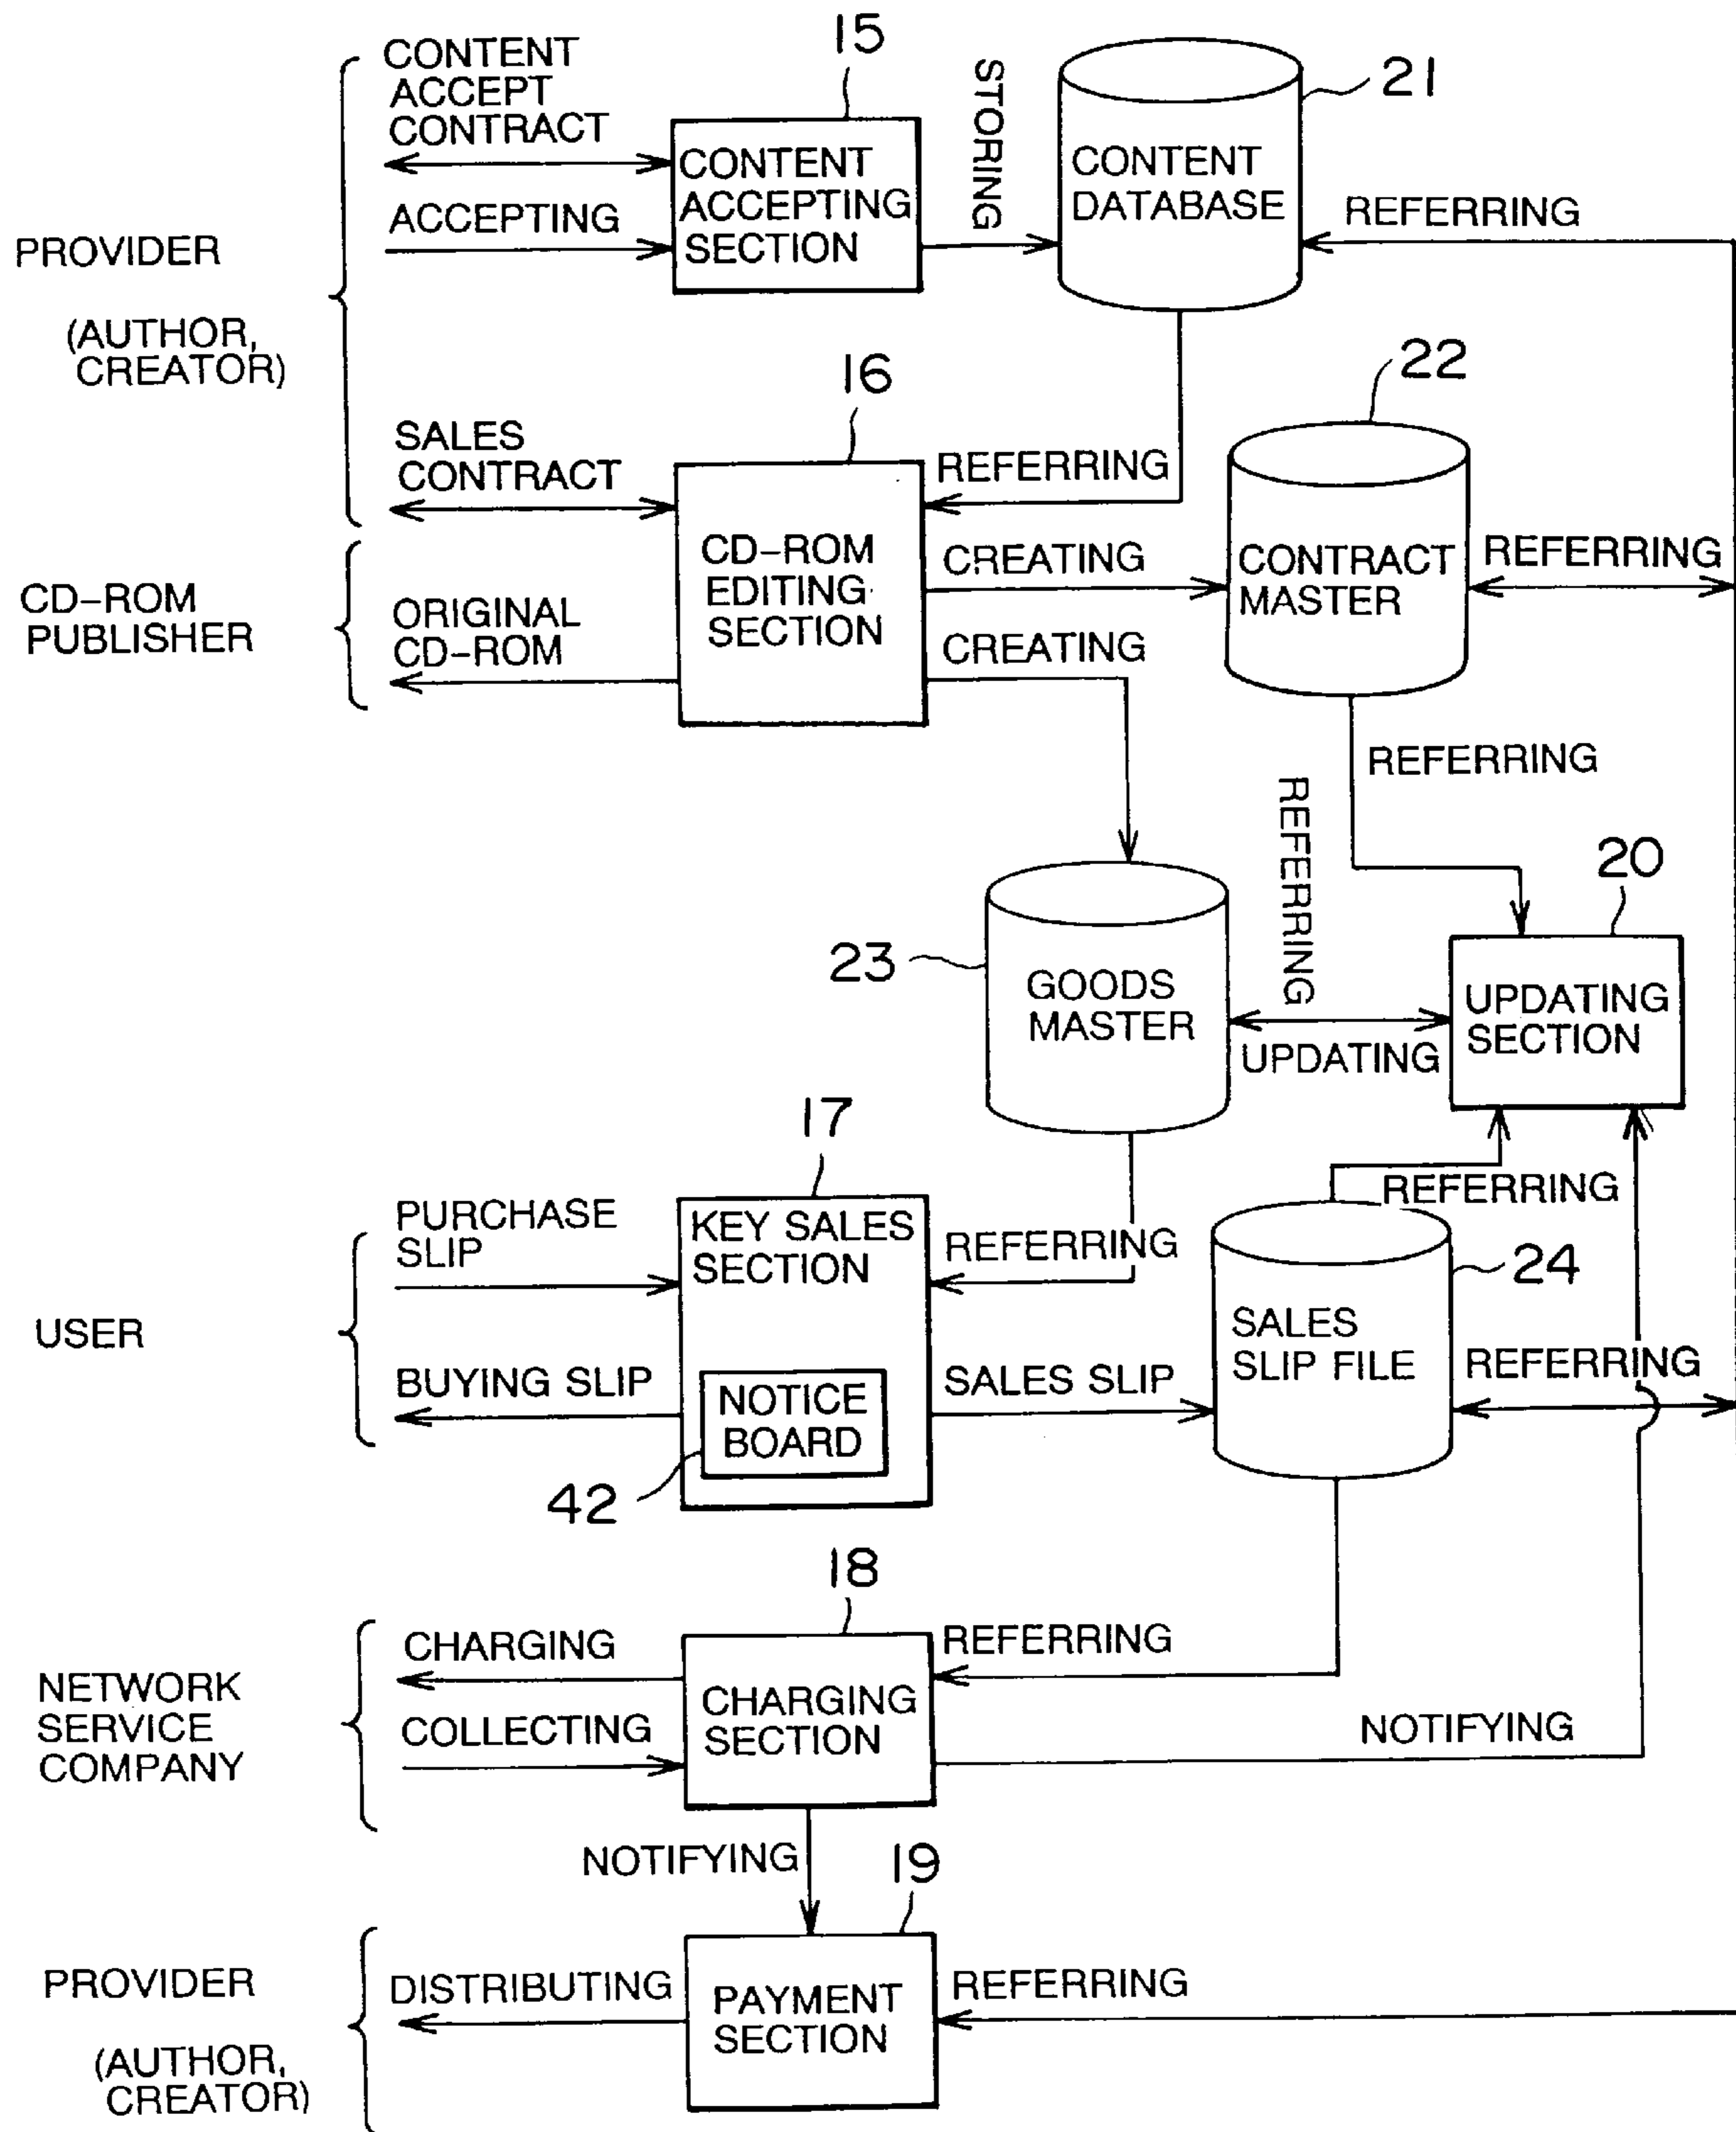 15
CONTENT
ACCEPT
CONTRACT
ACCEPTING
CONTENT
ACCEPTING
SECTION
STORING
CONTENT
DATABASE
21
REFERRING
PROVIDER
(AUTHOR,
CREATOR)
16
22
SALES
CONTRACT
REFERRING
CD-ROM
EDITING
SECTION
CREATING
CONTRACT
MASTER
REFERRING
CD-ROM
PUBLISHER
ORIGINAL
CD-ROM
CREATING
REFERRING
REFERRING
20
23
GOODS
MASTER
UPDATING
UPDATING
SECTION
17
PURCHASE
SLIP
KEY SALES
SECTION
REFERRING
REFERRING
24
USER
SALES
SLIP FILE
REFERRING
BUYING SLIP
NOTICE
BOARD
SALES SLIP
42
18
CHARGING
REFERRING
NETWORK
SERVICE
COMPANY
COLLECTING
CHARGING
SECTION
NOTIFYING
NOTIFYING
19
PROVIDER
(AUTHOR,
CREATOR)
DISTRIBUTING
PAYMENT
SECTION
REFERRING